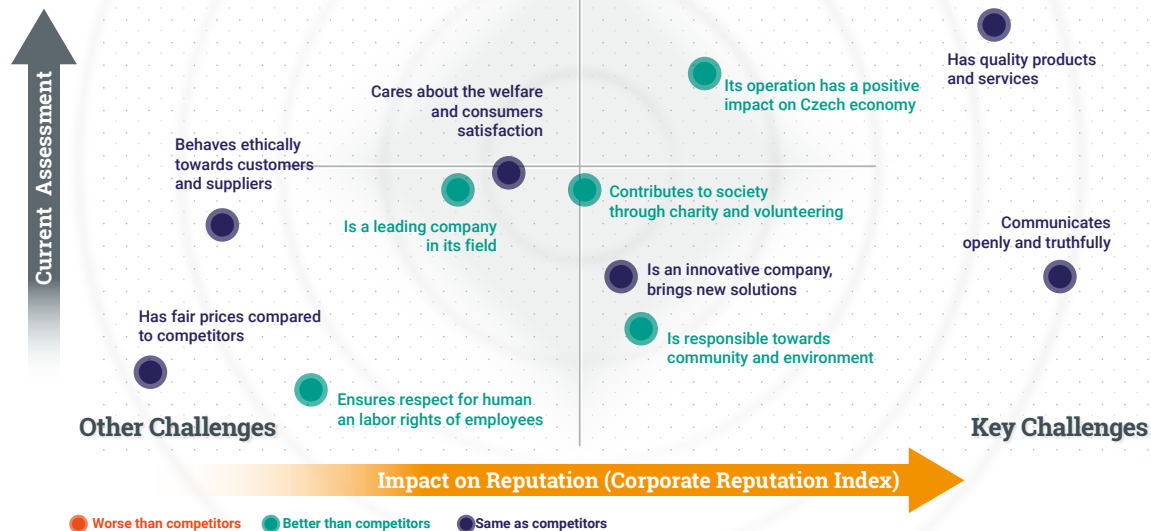 Current Assessment
Has quality products
and services
Its operation has a positive
impact on Czech economy
Cares about the welfare
and consumers
satisfaction
Behaves ethically
towards customers
and suppliers
Contributes to society
through charity and volunteering
Is a leading company
in its field
Communicates
openly and truthfully
Is an innovative company,
brings new solutions
Has fair prices compared
to competitors
Is responsible towards
community and environment
Ensures respect for human
an labor rights of employees
Other Challenges
Key Challenges
Impact on Reputation (Corporate Reputation Index)
Worse than competitors
Better than competitors
Same as competitors